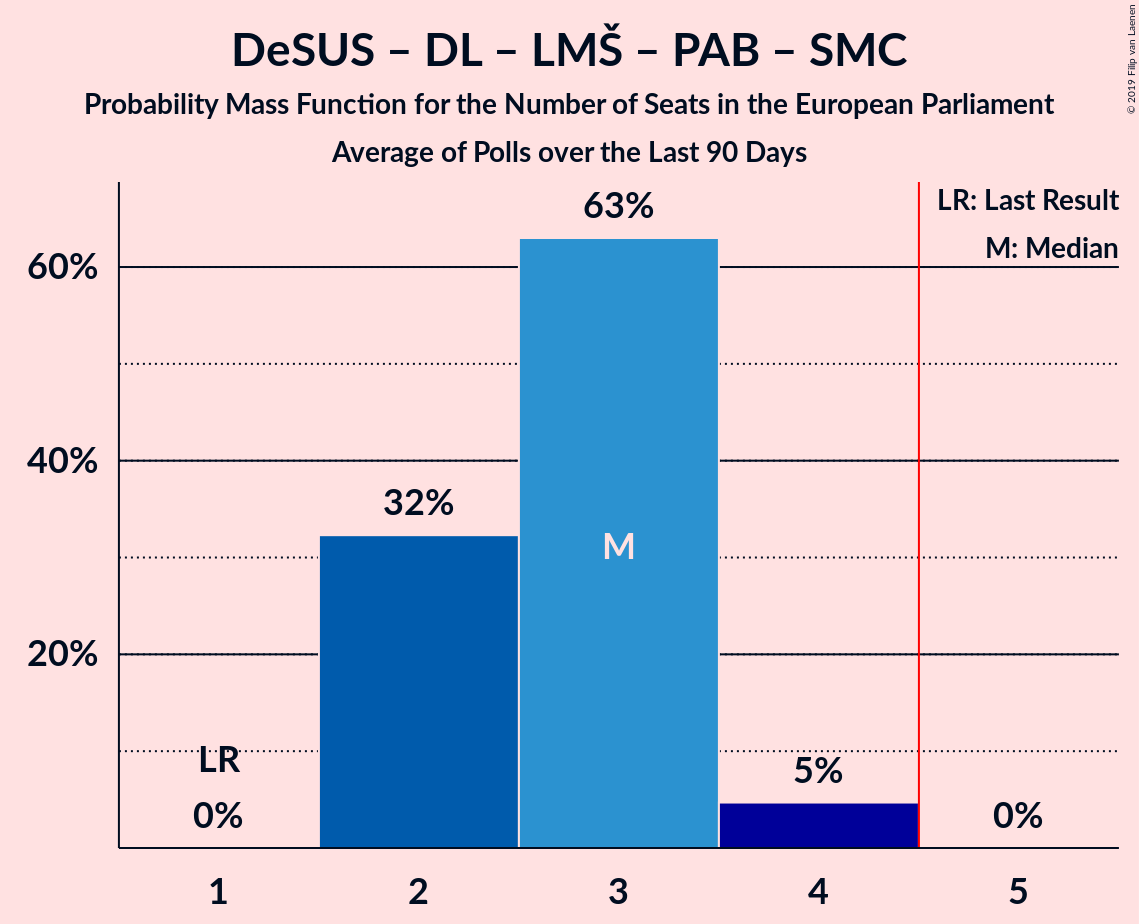 DeSUS – DL – LMŠ – PAB – SMC
Probability Mass Function for the Number of Seats in the European Parliament
Average of Polls over the Last 90 Days
© 2019 Filip van Laenen
LR: Last Result
M: Median
63%
60%
40%
32%
M
20%
LR
5%
0%
0%
1 2 3 4 5